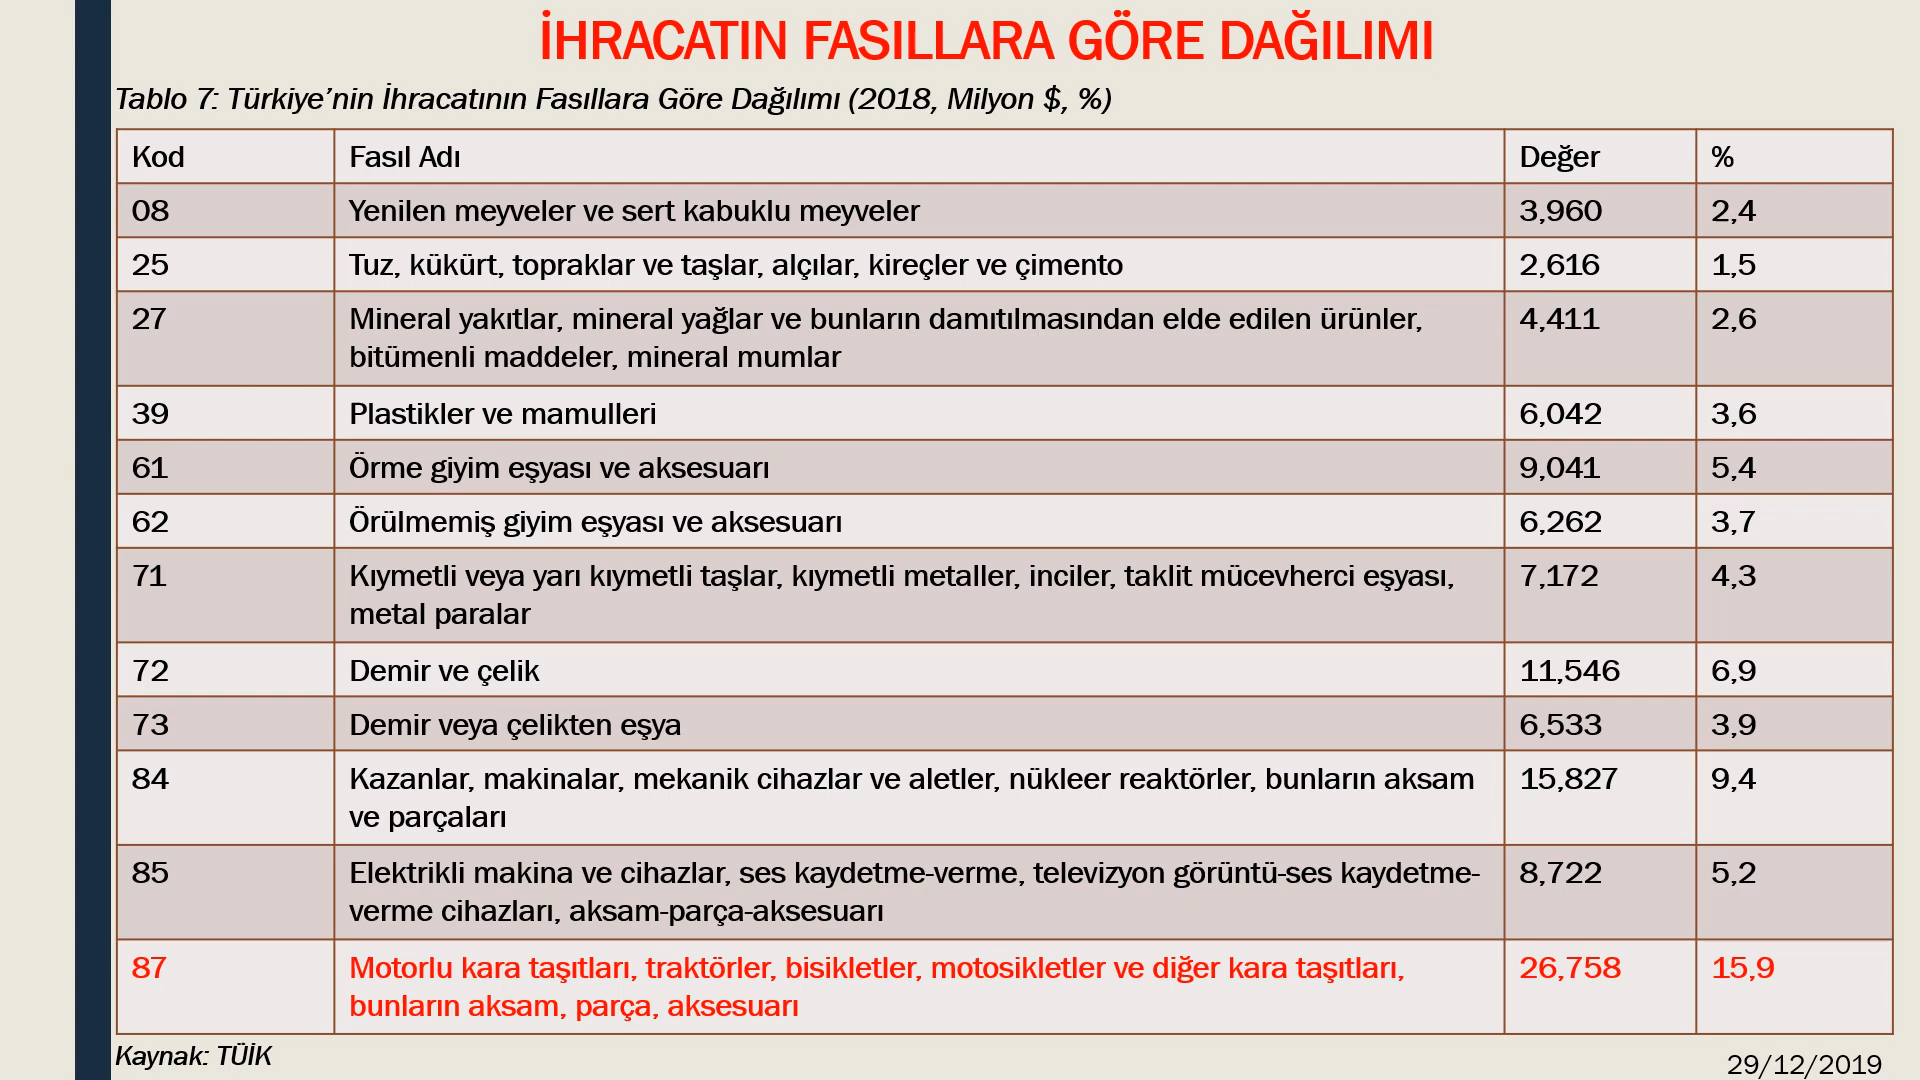 İHRACATIN FASILLARA GÖRE DAĞILIMI
Tablo 7: Türkiye’nin İhracatının Fasıllara Göre Dağılımı (2018, Milyon $, %)
Kod Fasıl Adı Değer %
08 Yenilen meyveler ve sert kabuklu meyveler 3,960 2,4
25 Tuz, kükürt, topraklar ve taşlar, alçılar, kireçler ve çimento 2,616 1,5
27 Mineral yakıtlar, mineral yağlar ve bunların damıtılmasından elde edilen ürünler, 4,411 2,6
bitümenli maddeler, mineral mumlar
39 Plastikler ve mamulleri 6,042 3,6
61 Örme giyim eşyası ve aksesuarı 9,041 5,4
62 Örülmemiş giyim eşyası ve aksesuarı 6,262 3,7
71 Kıymetli veya yarı kıymetli taşlar, kıymetli metaller, inciler, taklit mücevherci eşyası, 7,172 4,3
metal paralar
72 Demir ve çelik 11,546 6,9
73 Demir veya çelikten eşya 6,533 3,9
84 Kazanlar, makinalar, mekanik cihazlar ve aletler, nükleer reaktörler, bunların aksam 15,827 9,4
ve parçaları
85 Elektrikli makina ve cihazlar, ses kaydetme-verme, televizyon görüntü-ses kaydetme- 8,722 5,2
verme cihazları, aksam-parça-aksesuarı
87 Motorlu kara taşıtları, traktörler, bisikletler, motosikletler ve diğer kara taşıtları, 26,758 15,9
bunların aksam, parça, aksesuarı
Kaynak: TÜİK
29/12/2019